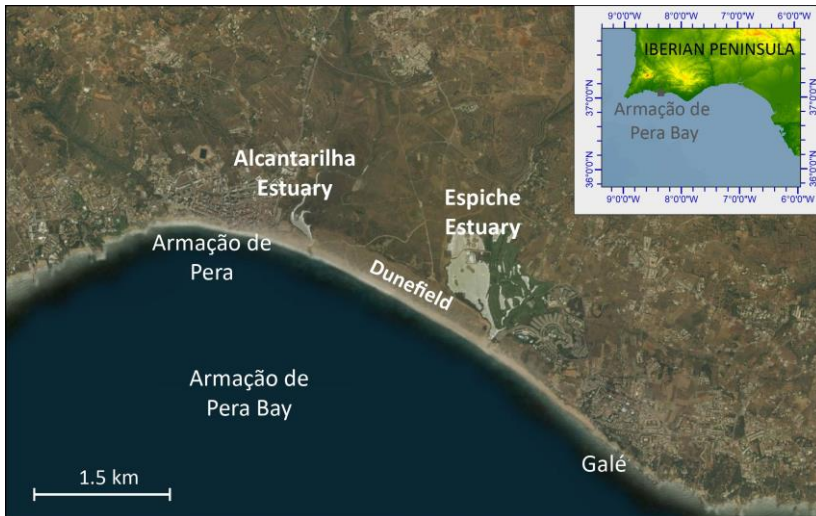 9°0'0"W 8°0'0"W 7°0'0"W 6°0'0"W
IBERIAN PENINSULA
37°0'0"N
37°0'0"N
Armação de
Pera Bay
36°0'0"N
36°0'0"N
9°0'0"W 8°0'0"W 7°0'0"W 6°0'0"W
Alcantarilha
Estuary
Espiche
Estuary
Armação de
Pera
Dunefield
Armação de
Pera Bay
Galé
1.5 km